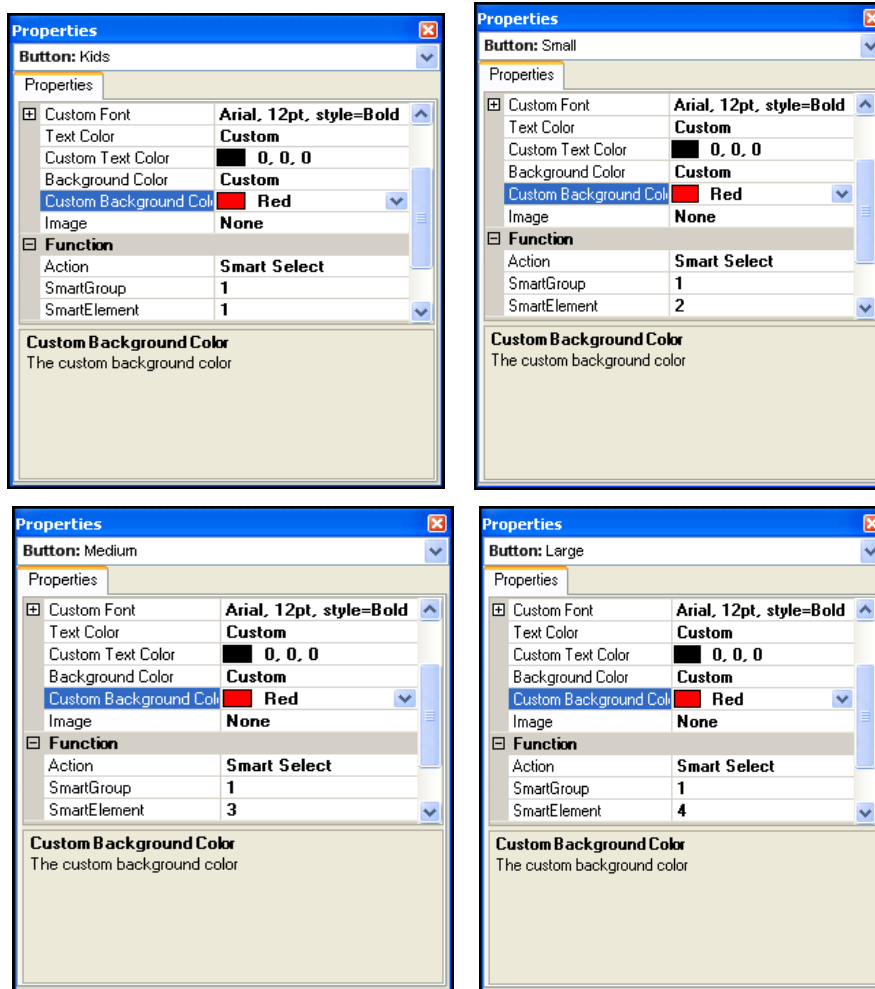 Properties
Button: Kids
Properties
Custom Font Arial, 12pt, style=Bold
Text Color Custom
Custom Text Color 0, 0, 0
Background Color Custom
Custom Background Col Red
Image None
Function
Action Smart Select
SmartGroup 1
SmartElement 1
Custom Background Color
The custom background color
Properties
Button: Small
Properties
Custom Font Arial, 12pt, style=Bold
Text Color Custom
Custom Text Color 0, 0, 0
Background Color Custom
Custom Background Col Red
Image None
Function
Action Smart Select
SmartGroup 1
SmartElement 2
Custom Background Color
The custom background color
Properties
Button: Medium
Properties
Custom Font Arial, 12pt, style=Bold
Text Color Custom
Custom Text Color 0, 0, 0
Background Color Custom
Custom Background Col Red
Image None
Function
Action Smart Select
SmartGroup 1
SmartElement 3
Custom Background Color
The custom background color
Properties
Button: Large
Properties
Custom Font Arial, 12pt, style=Bold
Text Color Custom
Custom Text Color 0, 0, 0
Background Color Custom
Custom Background Col Red
Image None
Function
Action Smart Select
SmartGroup 1
SmartElement 4
Custom Background Color
The custom background color